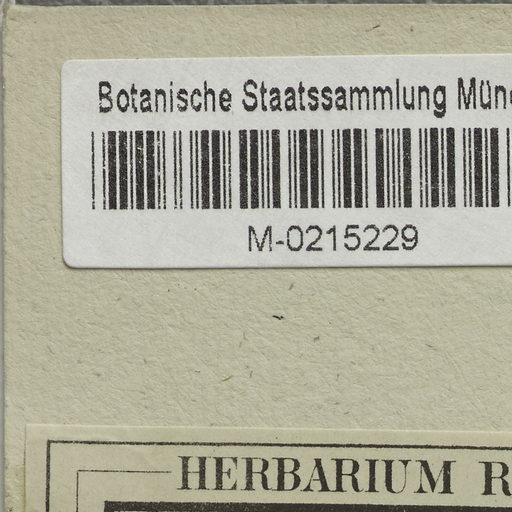 Botanische Staatssammlung Mün
M-0215229
HERBARIUM R